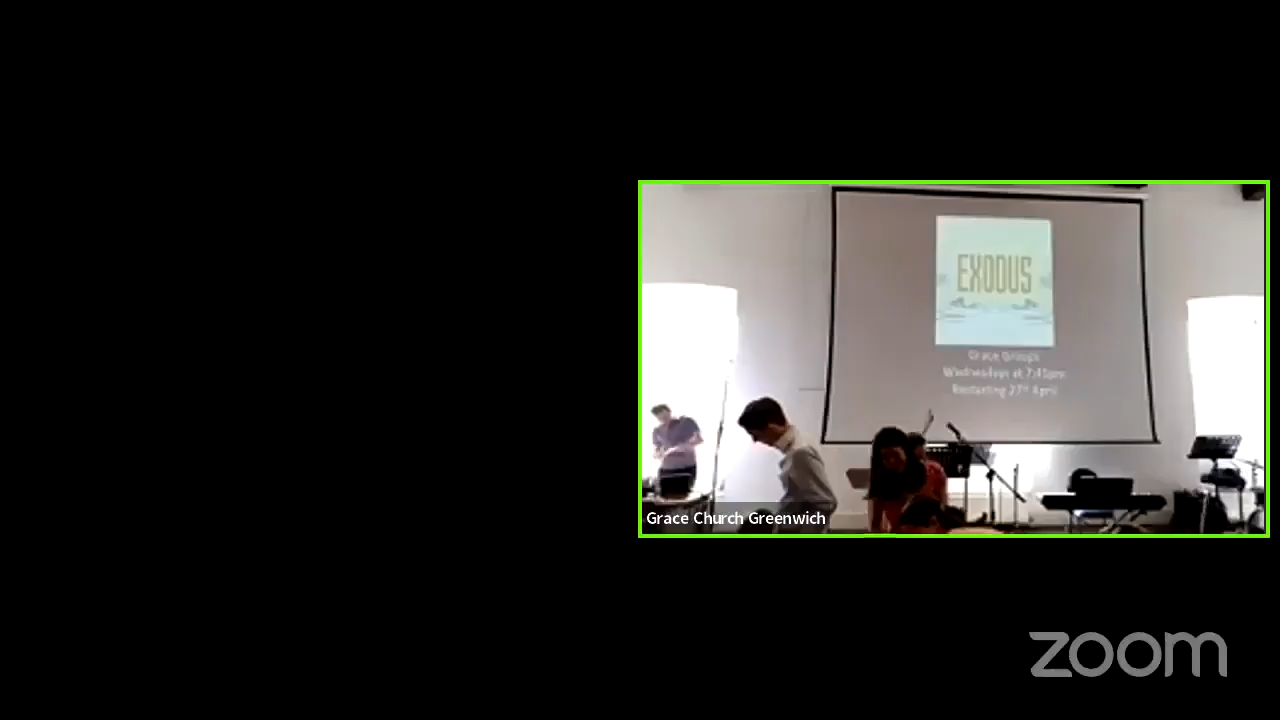 EXODUS
Grace Groups
Wednesdays at 7:45pm
Restarting 27th April
Grace Church Greenwich
zoom